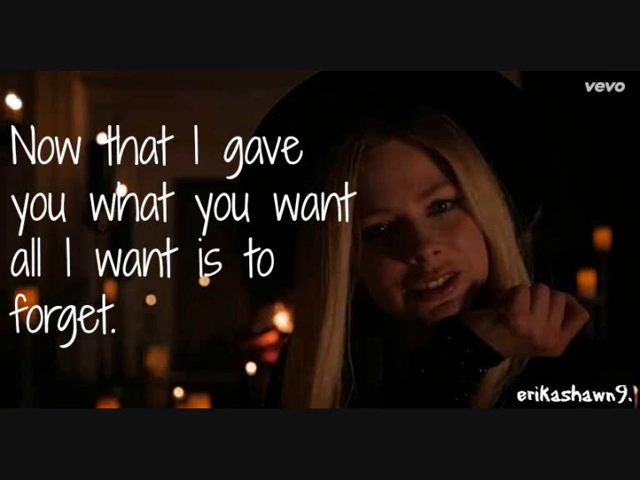 vevo
Now that I gave
you what you want
all I want is to
forget.
erikashawn9.